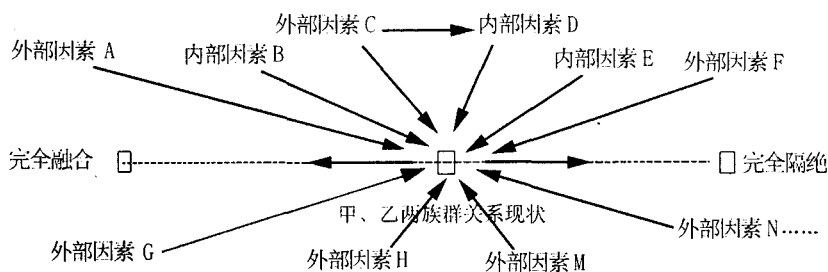 外部因素 C
内部因素 D
外部因素 A
内部因素 B
内部因素 E
外部因素 F
完全融合
完全隔绝
甲、乙两族群关系现状
外部因素 G
外部因素 H
外部因素 M
外部因素 N……